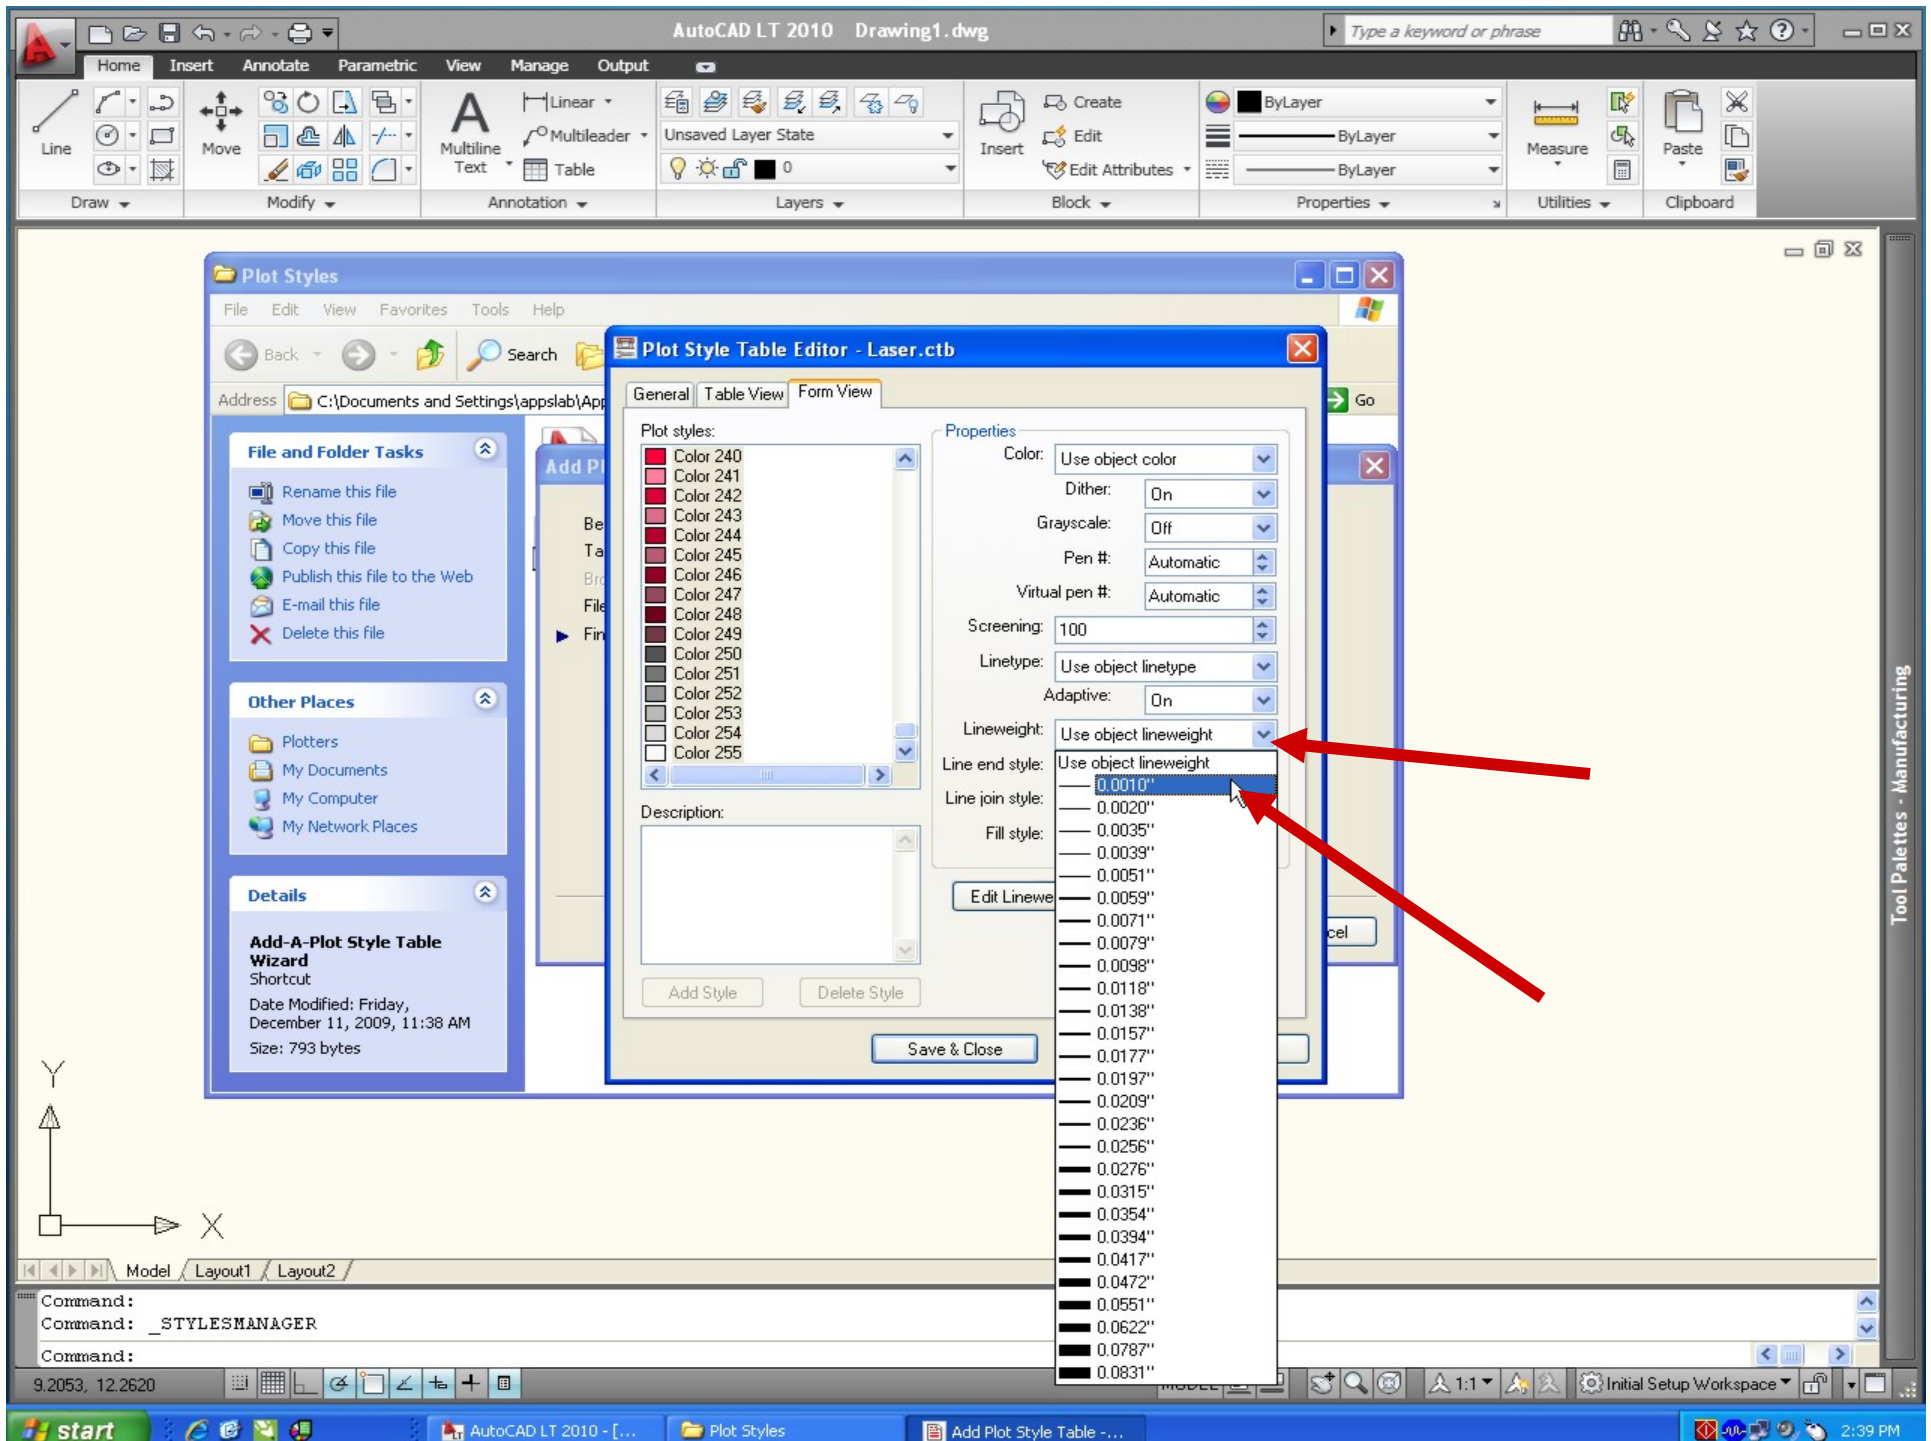 AutoCAD LT 2010 Drawing1.dwg
Type a keyword or phrase
Home Insert Annotate Parametric View Manage Output
Line
Move
Multiline Text
Linear
Multileader
Table
Unsaved Layer State
0
Insert
Create
Edit
Edit Attributes
ByLayer
ByLayer
ByLayer
Measure
Paste
Draw Modify Annotation Layers Block Properties Utilities Clipboard
Plot Styles
File Edit View Favorites Tools Help
Back Search
Address C:\Documents and Settings\appslab\App
Go
File and Folder Tasks
Rename this file
Move this file
Copy this file
Publish this file to the Web
E-mail this file
Delete this file
Other Places
Plotters
My Documents
My Computer
My Network Places
Details
Add-A-Plot Style Table
Wizard
Shortcut
Date Modified: Friday,
December 11, 2009, 11:38 AM
Size: 793 bytes
Add Pl
Be
Ta
Bro
File
Fin
cel
Plot Style Table Editor - Laser.ctb
General Table View Form View
Plot styles:
Color 240
Color 241
Color 242
Color 243
Color 244
Color 245
Color 246
Color 247
Color 248
Color 249
Color 250
Color 251
Color 252
Color 253
Color 254
Color 255
Description:
Add Style Delete Style
Properties
Color: Use object color
Dither: On
Grayscale: Off
Pen #: Automatic
Virtual pen #: Automatic
Screening: 100
Linetype: Use object linetype
Adaptive: On
Lineweight: Use object lineweight
Line end style:
Line join style:
Fill style:
Edit Linewe
Save & Close
Use object lineweight
0.0010"
0.0020"
0.0035"
0.0039"
0.0051"
0.0059"
0.0071"
0.0079"
0.0098"
0.0118"
0.0138"
0.0157"
0.0177"
0.0197"
0.0209"
0.0236"
0.0256"
0.0276"
0.0315"
0.0354"
0.0394"
0.0417"
0.0472"
0.0551"
0.0622"
0.0787"
0.0831"
Tool Palettes - Manufacturing
Y
X
Model Layout1 Layout2
Command:
Command: _STYLESMANAGER
Command:
9.2053, 12.2620
1:1
Initial Setup Workspace
start
AutoCAD LT 2010 - [...
Plot Styles
Add Plot Style Table -...
2:39 PM